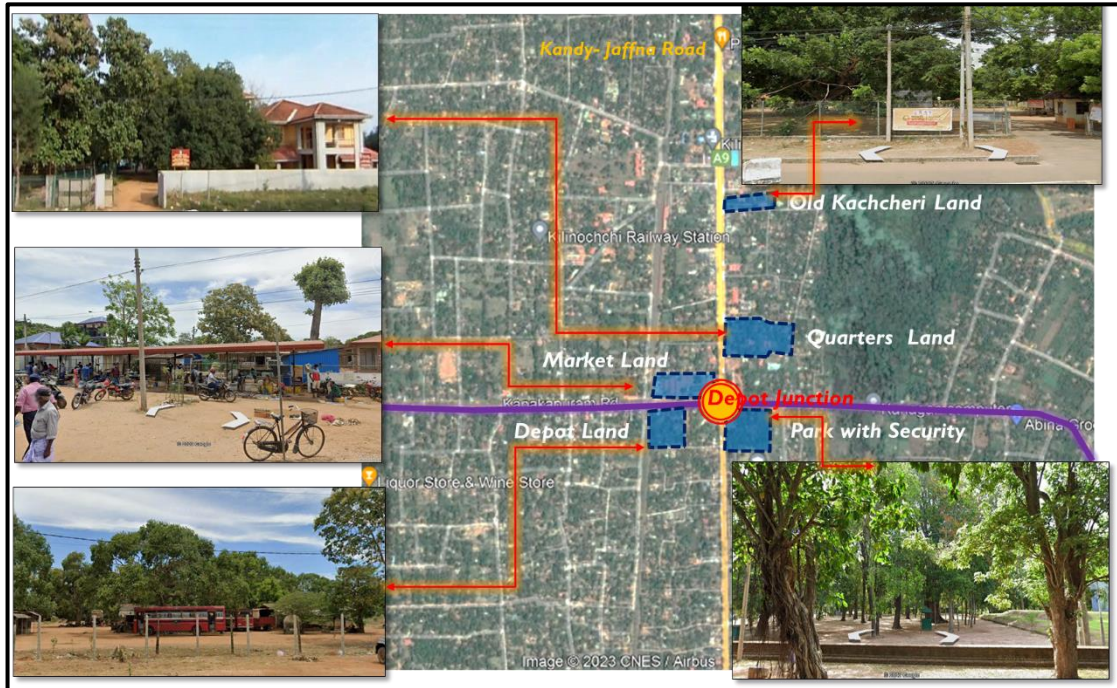 Kandy- Jaffna Road
A9
Old Kachcheri Land
Kilinochchi Railway Station
Quarters Land
Market Land
Depot Junction
Depot Land
Park with Security
Liquor Store & Wine Store
Image © 2023 CNES / Airbus